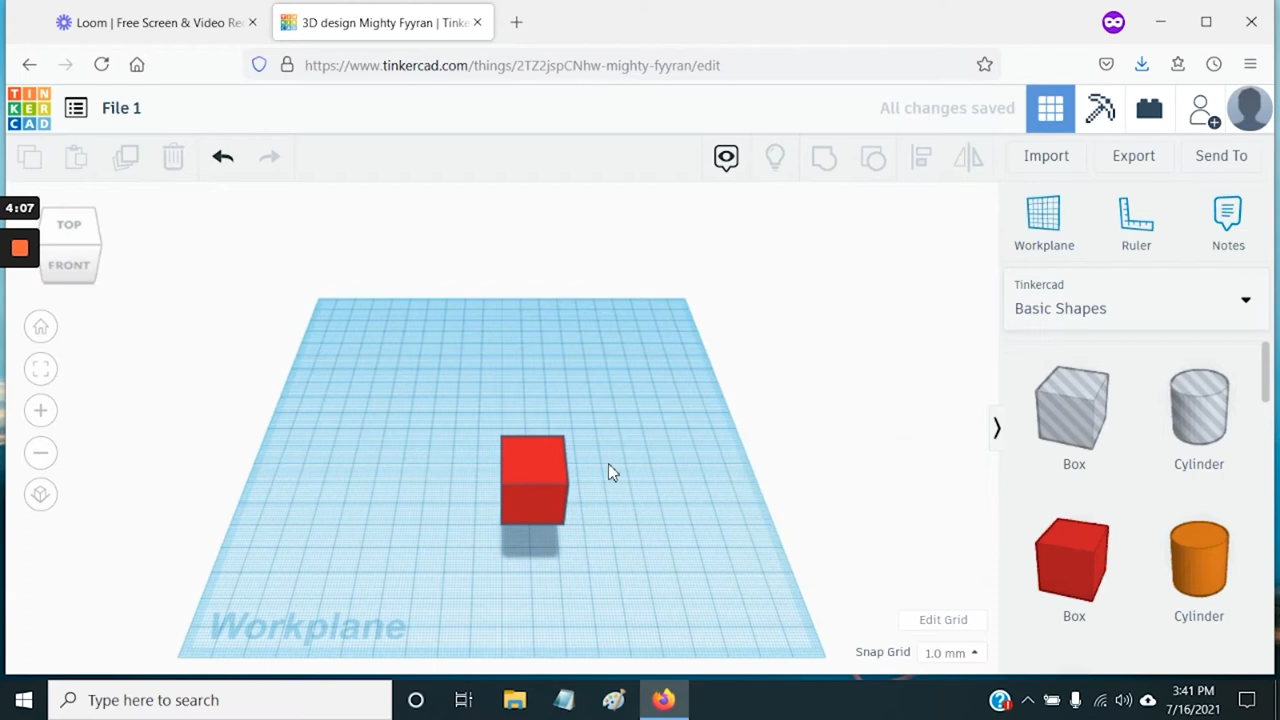 Loom | Free Screen & Video Re
3D design Mighty Fyyran | Tinke
https://www.tinkercad.com/things/2TZ2jspCNhw-mighty-fyyran/edit
TIN
KER
CAD
File 1
All changes saved
Import
Export
Send To
4:07
TOP
FRONT
Workplane
Ruler
Notes
Tinkercad
Basic Shapes
Box
Cylinder
Box
Cylinder
Workplane
Edit Grid
Snap Grid
1.0 mm
Type here to search
3:41 PM
7/16/2021